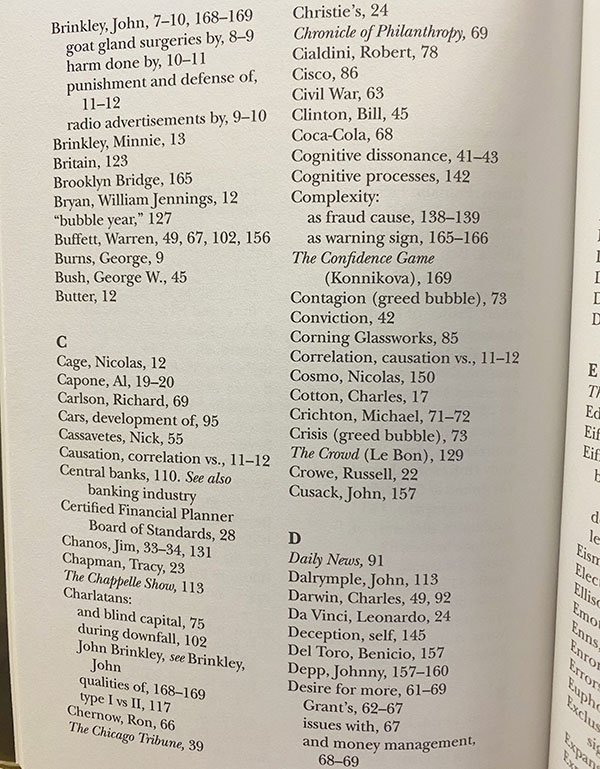 Brinkley, John, 7–10, 168–169
goat gland surgeries by, 8–9
harm done by, 10–11
punishment and defense of,
11–12
radio advertisements by, 9–10
Brinkley, Minnie, 13
Britain, 123
Brooklyn Bridge, 165
Bryan, William Jennings, 12
“bubble year,” 127
Buffett, Warren, 49, 67, 102, 156
Burns, George, 9
Bush, George W., 45
Butter, 12
C
Cage, Nicolas, 12
Capone, Al, 19–20
Carlson, Richard, 69
Cars, development of, 95
Cassavetes, Nick, 55
Causation, correlation vs., 11–12
Central banks, 110. See also
banking industry
Certified Financial Planner
Board of Standards, 28
Chanos, Jim, 33–34, 131
Chapman, Tracy, 23
The Chappelle Show, 113
Charlatans:
and blind capital, 75
during downfall, 102
John Brinkley, see Brinkley,
John
qualities of, 168–169
type I vs II, 117
Chernow, Ron, 66
The Chicago Tribune, 39
Christie’s, 24
Chronicle of Philanthropy, 69
Cialdini, Robert, 78
Cisco, 86
Civil War, 63
Clinton, Bill, 45
Coca-Cola, 68
Cognitive dissonance, 41–43
Cognitive processes, 142
Complexity:
as fraud cause, 138–139
as warning sign, 165–166
The Confidence Game
(Konnikova), 169
Contagion (greed bubble), 73
Conviction, 42
Corning Glassworks, 85
Correlation, causation vs., 11–12
Cosmo, Nicolas, 150
Cotton, Charles, 17
Crichton, Michael, 71–72
Crisis (greed bubble), 73
The Crowd (Le Bon), 129
Crowe, Russell, 22
Cusack, John, 157
D
Daily News, 91
Dalrymple, John, 113
Darwin, Charles, 49, 92
Da Vinci, Leonardo, 24
Deception, self, 145
Del Toro, Benicio, 157
Depp, Johnny, 157–160
Desire for more, 61–69
Grant’s, 62–67
issues with, 67
and money management,
68–69
E